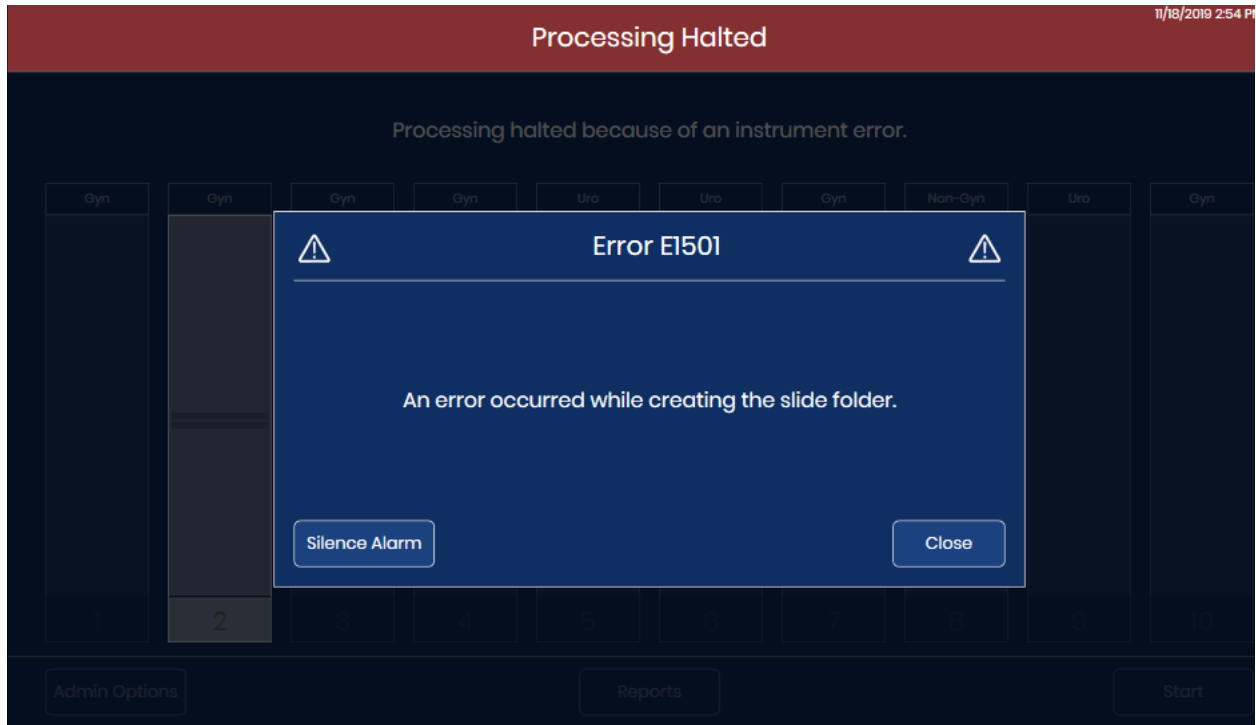 11/18/2019 2:54 PM
Processing Halted
Processing halted because of an instrument error.
Gyn Gyn Gyn Gyn Uro Uro Gyn Non-Gyn Uro Gyn
Error E1501
An error occurred while creating the slide folder.
Silence Alarm Close
1 2 3 4 5 6 7 8 9 10
Admin Options Reports Start